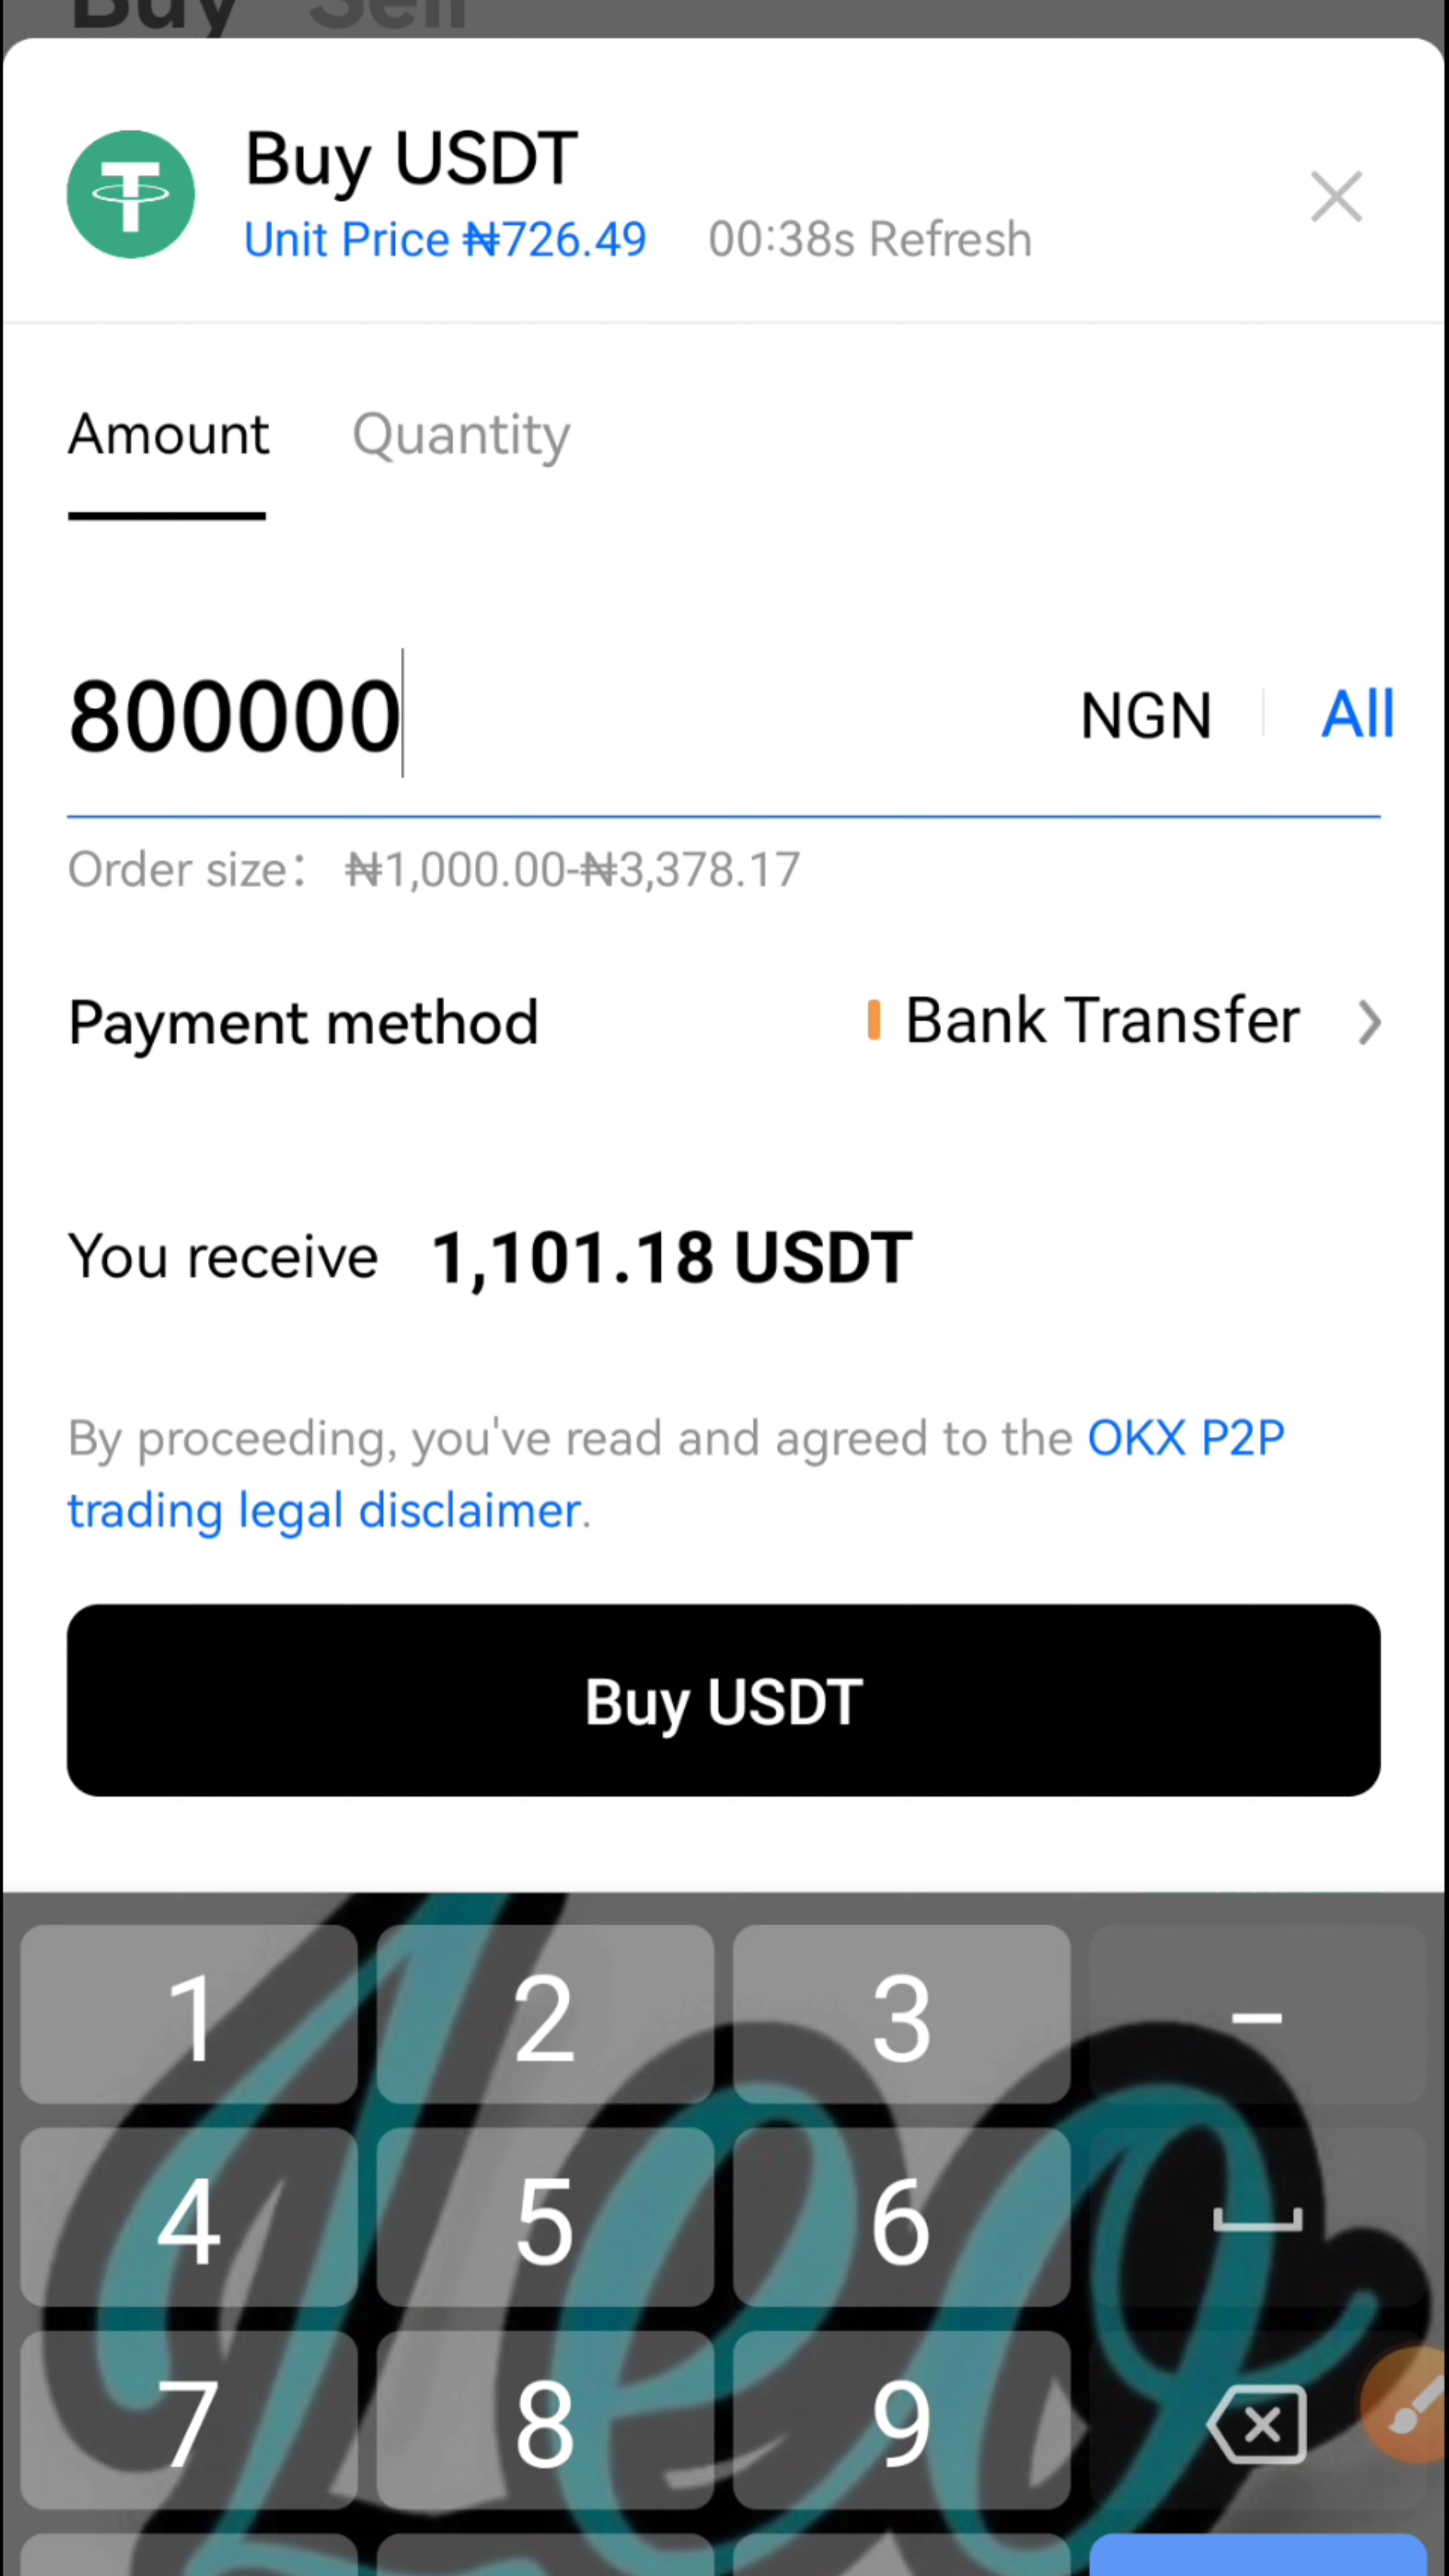 Buy Sell
Buy USDT
Unit Price ₦726.49 00:38s Refresh
Amount Quantity
800000 NGN All
Order size： ₦1,000.00-₦3,378.17
Payment method Bank Transfer
You receive 1,101.18 USDT
By proceeding, you've read and agreed to the OKX P2P
trading legal disclaimer.
Buy USDT
1 2 3 -
4 5 6
7 8 9
Leo